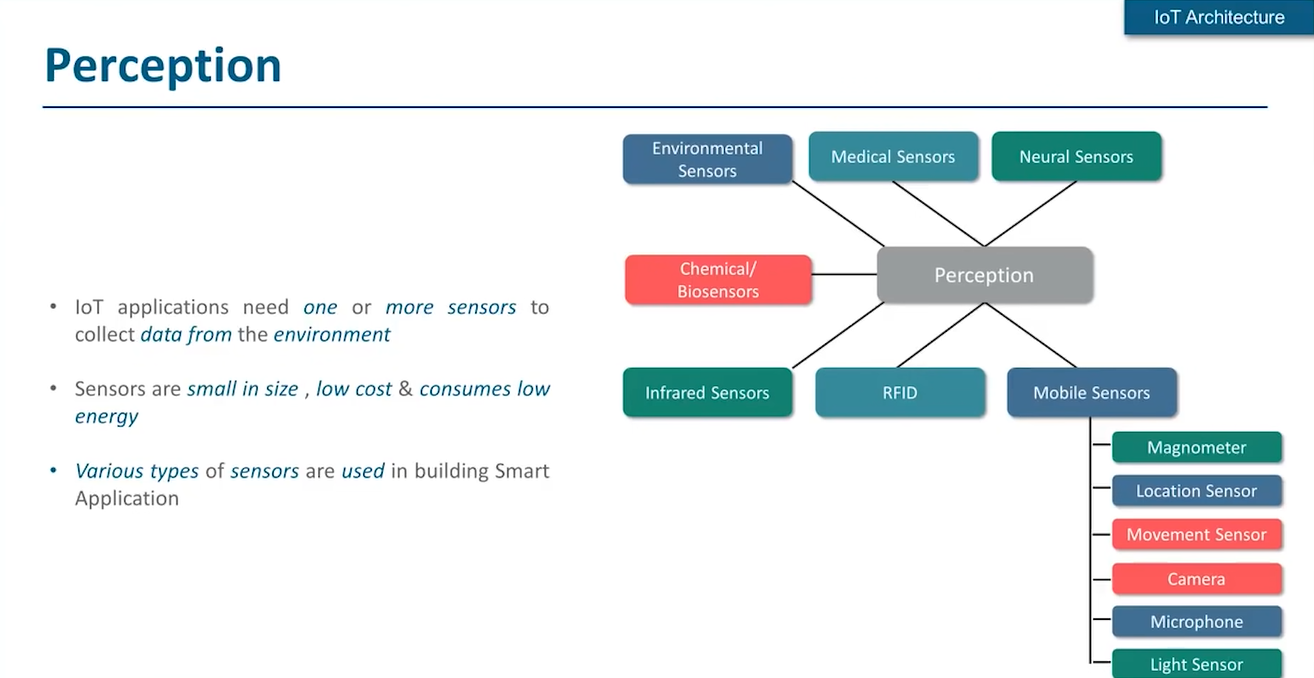 IoT Architecture
Perception
• IoT applications need one or more sensors to
collect data from the environment
• Sensors are small in size , low cost & consumes low
energy
• Various types of sensors are used in building Smart
Application
Environmental
Sensors
Medical Sensors
Neural Sensors
Chemical/
Biosensors
Perception
Infrared Sensors
RFID
Mobile Sensors
Magnometer
Location Sensor
Movement Sensor
Camera
Microphone
Light Sensor